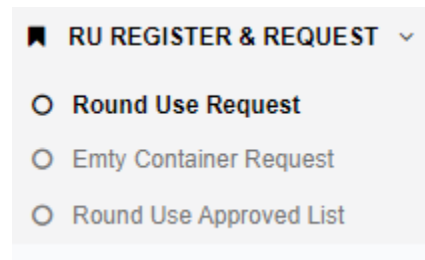 RU REGISTER & REQUEST
Round Use Request
Emty Container Request
Round Use Approved List